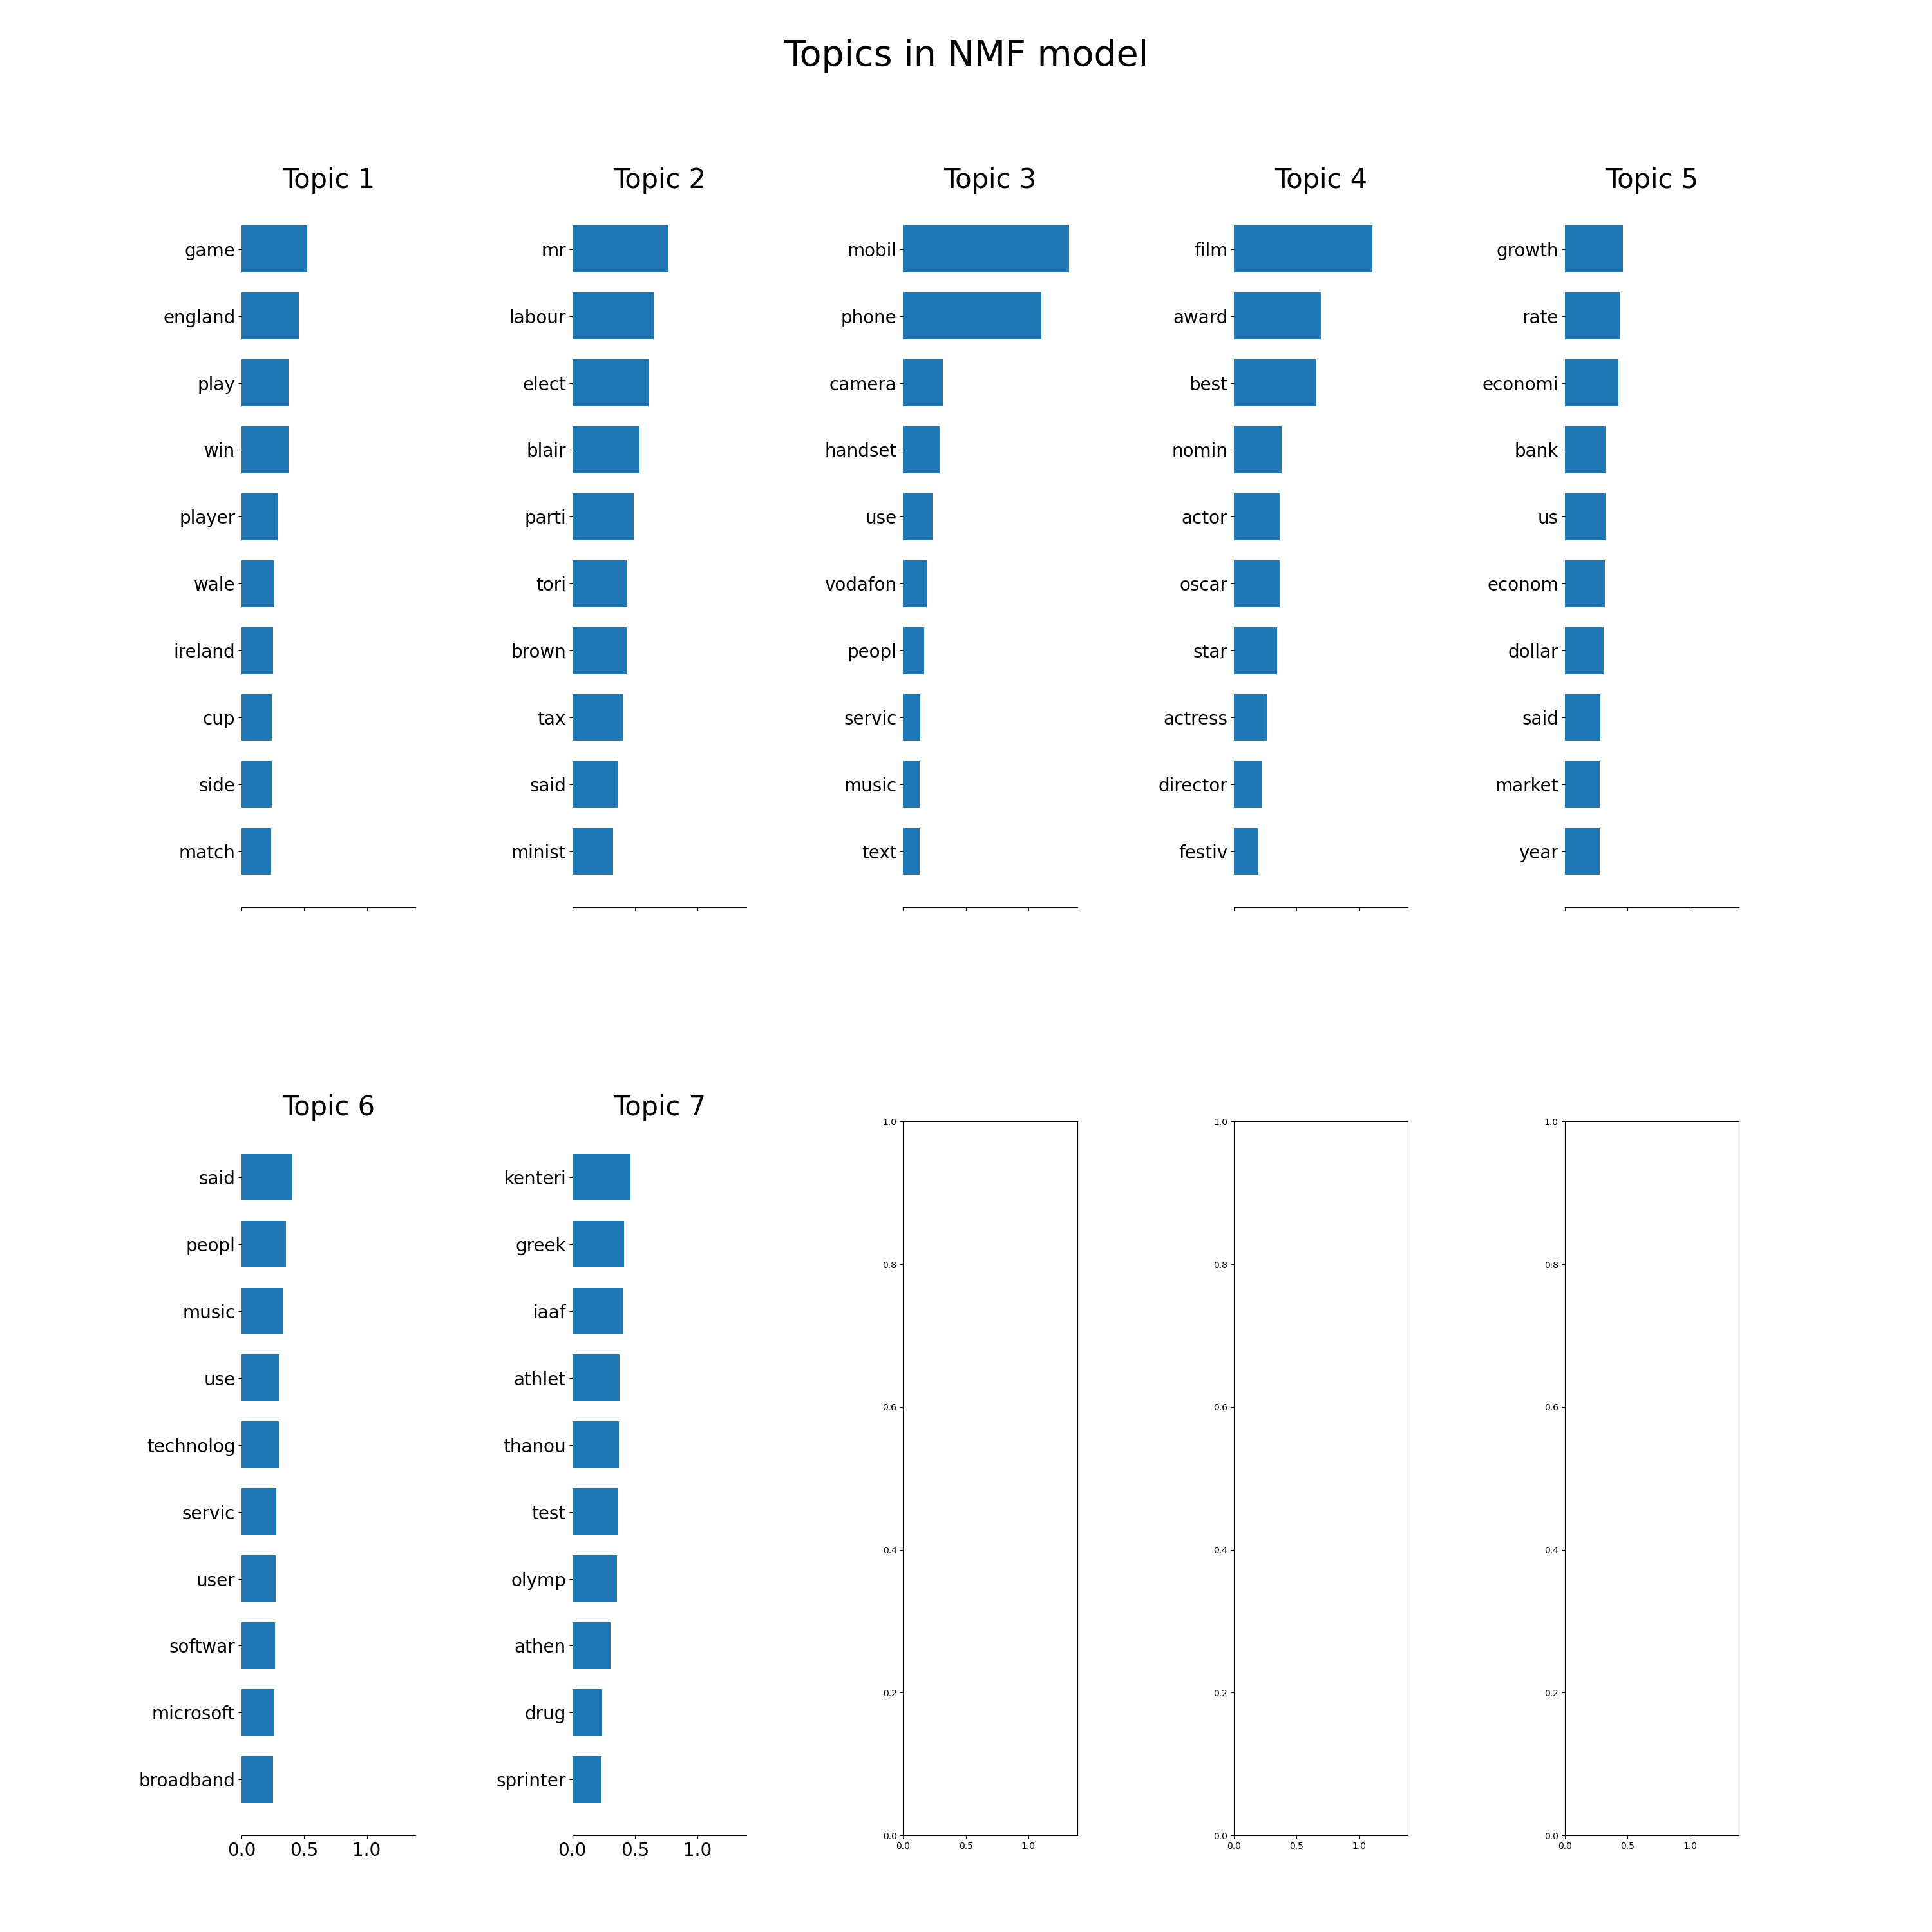 Topics in NMF model
Topic 1
game
england
play
win
player
wale
ireland
cup
side
match
Topic 2
mr
labour
elect
blair
parti
tori
brown
tax
said
minist
Topic 3
mobil
phone
camera
handset
use
vodafon
peopl
servic
music
text
Topic 4
film
award
best
nomin
actor
oscar
star
actress
director
festiv
Topic 5
growth
rate
economi
bank
us
econom
dollar
said
market
year
Topic 6
said
peopl
music
use
technolog
servic
user
softwar
microsoft
broadband
0.0 0.5 1.0
Topic 7
kenteri
greek
iaaf
athlet
thanou
test
olymp
athen
drug
sprinter
0.0 0.5 1.0
1.0
0.8
0.6
0.4
0.2
0.0
0.0 0.5 1.0
1.0
0.8
0.6
0.4
0.2
0.0
0.0 0.5 1.0
1.0
0.8
0.6
0.4
0.2
0.0
0.0 0.5 1.0